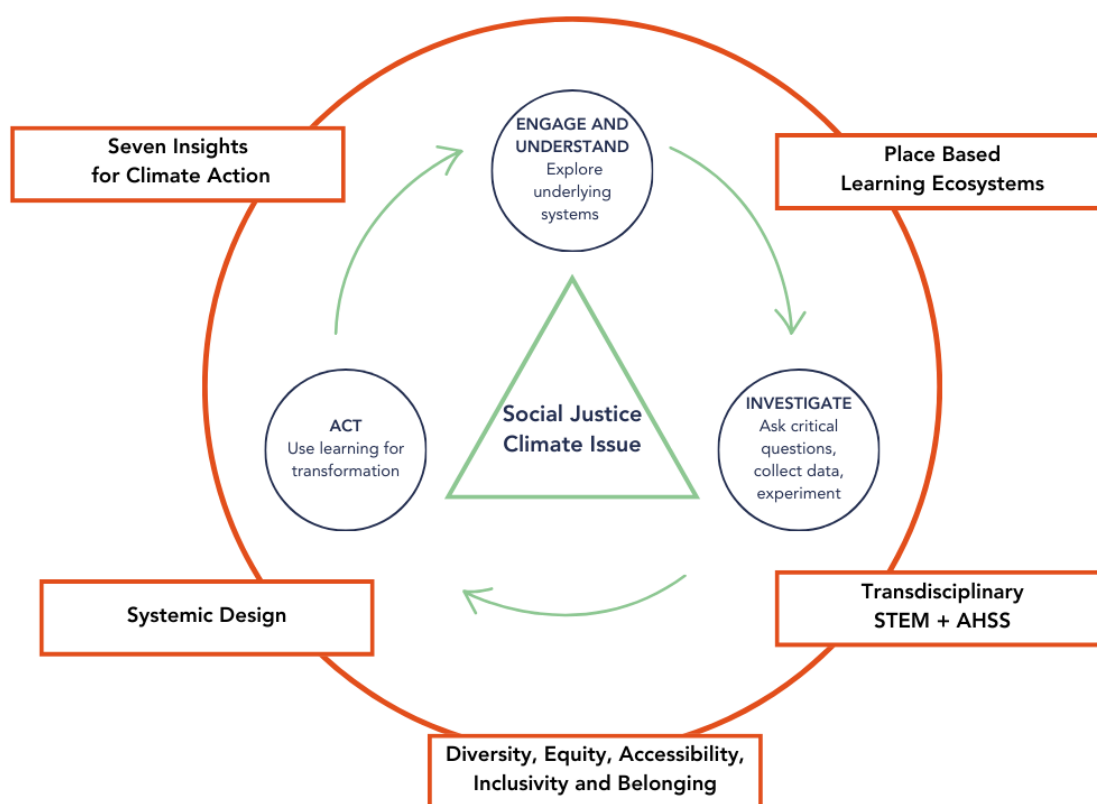 ENGAGE AND
UNDERSTAND
Explore
underlying
systems
Seven Insights
for Climate Action
Place Based
Learning Ecosystems
Social Justice
Climate Issue
ACT
Use learning for
transformation
INVESTIGATE
Ask critical
questions,
collect data,
experiment
Systemic Design
Transdisciplinary
STEM + AHSS
Diversity, Equity, Accessibility,
Inclusivity and Belonging